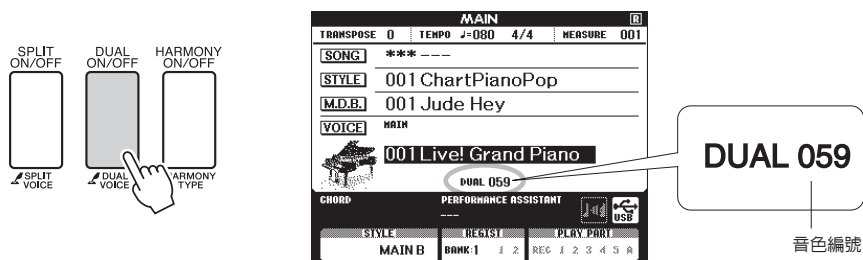 SPLIT ON/OFF
DUAL ON/OFF
HARMONY ON/OFF
SPLIT VOICE
DUAL VOICE
HARMONY TYPE
MAIN R
TRANSPOSE 0 TEMPO ♩=080 4/4 MEASURE 001
SONG ***---
STYLE 001 ChartPianoPop
M.D.B. 001 Jude Hey
VOICE MAIN
001 Live! Grand Piano
DUAL 059
CHORD PERFORMANCE ASSISTANT
---
USB
STYLE REGIST PLAY PART
MAIN B BANK:1 1 2 REC 1 2 3 4 5 A
DUAL 059
音色編號